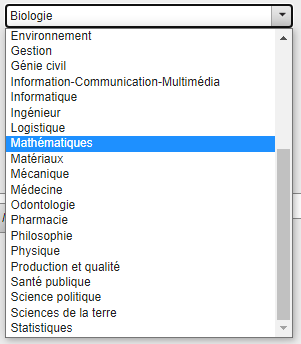 Biologie
Environnement
Gestion
Génie civil
Information-Communication-Multimédia
Informatique
Ingénieur
Logistique
Mathématiques
Matériaux
Mécanique
Médecine
Odontologie
Pharmacie
Philosophie
Physique
Production et qualité
Santé publique
Science politique
Sciences de la terre
Statistiques